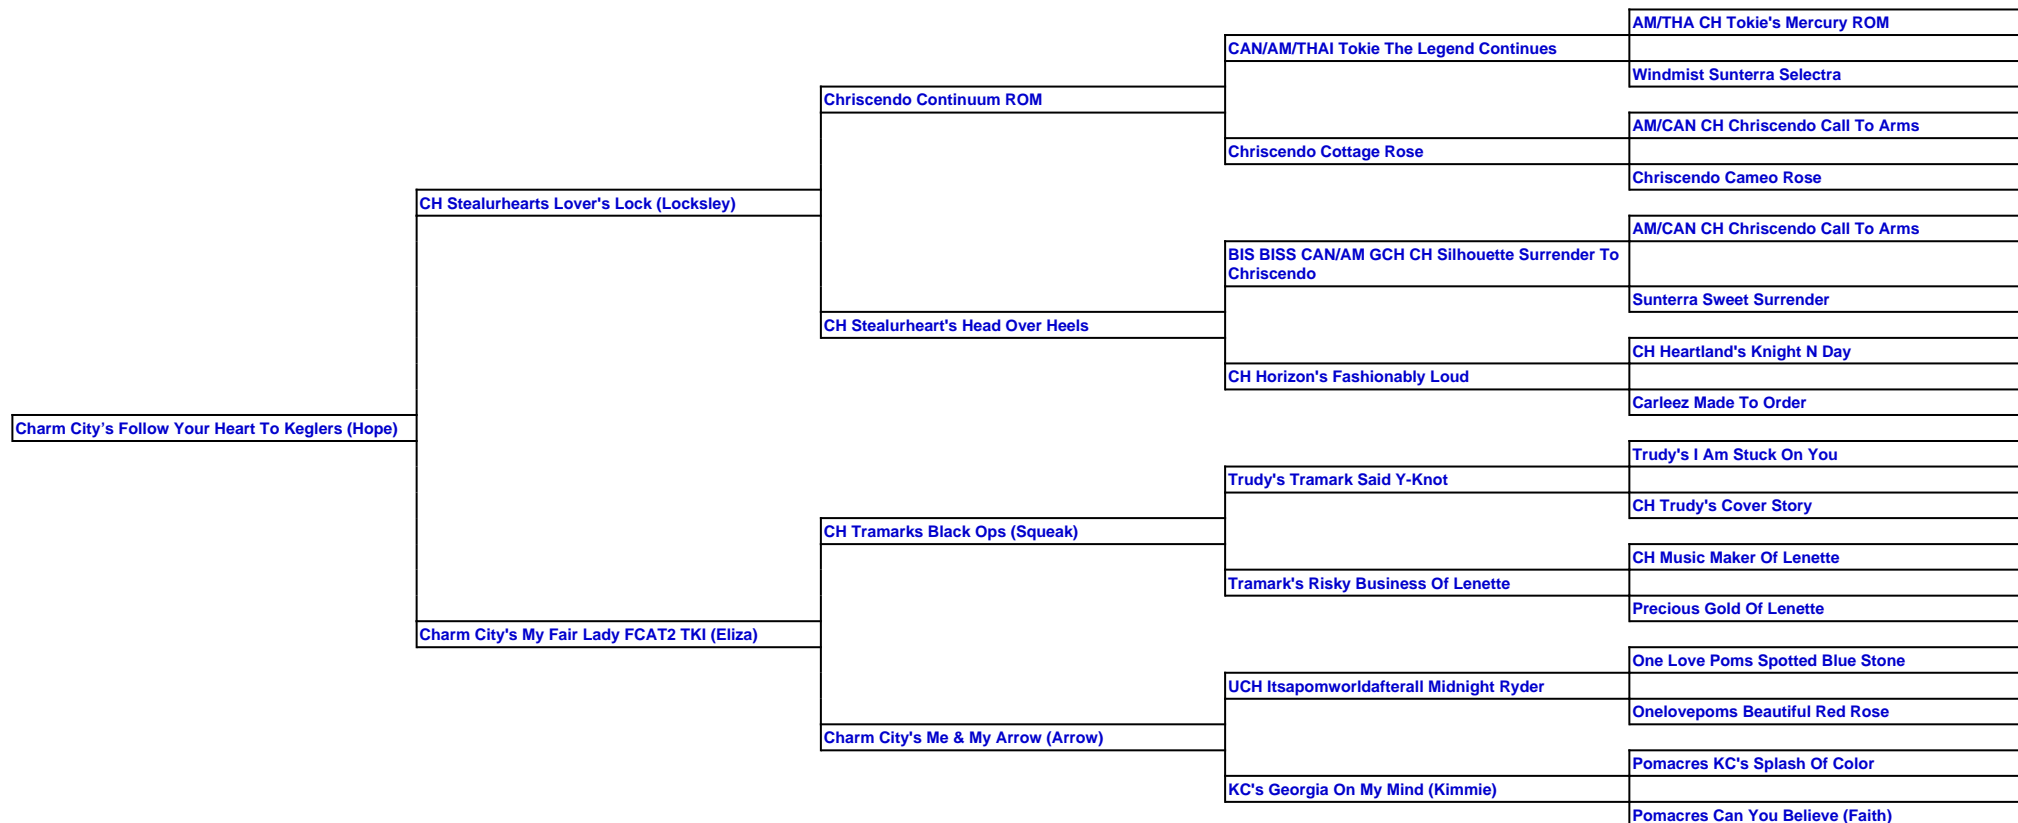 AM/THA CH Tokie's Mercury ROM
CAN/AM/THAI Tokie The Legend Continues
Windmist Sunterra Selectra
Chriscendo Continuum ROM
AM/CAN CH Chriscendo Call To Arms
Chriscendo Cottage Rose
Chriscendo Cameo Rose
CH Stealurhearts Lover's Lock (Locksley)
AM/CAN CH Chriscendo Call To Arms
BIS BISS CAN/AM GCH CH Silhouette Surrender To
Chriscendo
Sunterra Sweet Surrender
CH Stealurheart's Head Over Heels
CH Heartland's Knight N Day
CH Horizon's Fashionably Loud
Carleez Made To Order
Charm City’s Follow Your Heart To Keglers (Hope)
Trudy's I Am Stuck On You
Trudy's Tramark Said Y-Knot
CH Trudy's Cover Story
CH Tramarks Black Ops (Squeak)
CH Music Maker Of Lenette
Tramark's Risky Business Of Lenette
Precious Gold Of Lenette
Charm City's My Fair Lady FCAT2 TKI (Eliza)
One Love Poms Spotted Blue Stone
UCH Itsapomworldafterall Midnight Ryder
Onelovepoms Beautiful Red Rose
Charm City's Me & My Arrow (Arrow)
Pomacres KC's Splash Of Color
KC's Georgia On My Mind (Kimmie)
Pomacres Can You Believe (Faith)